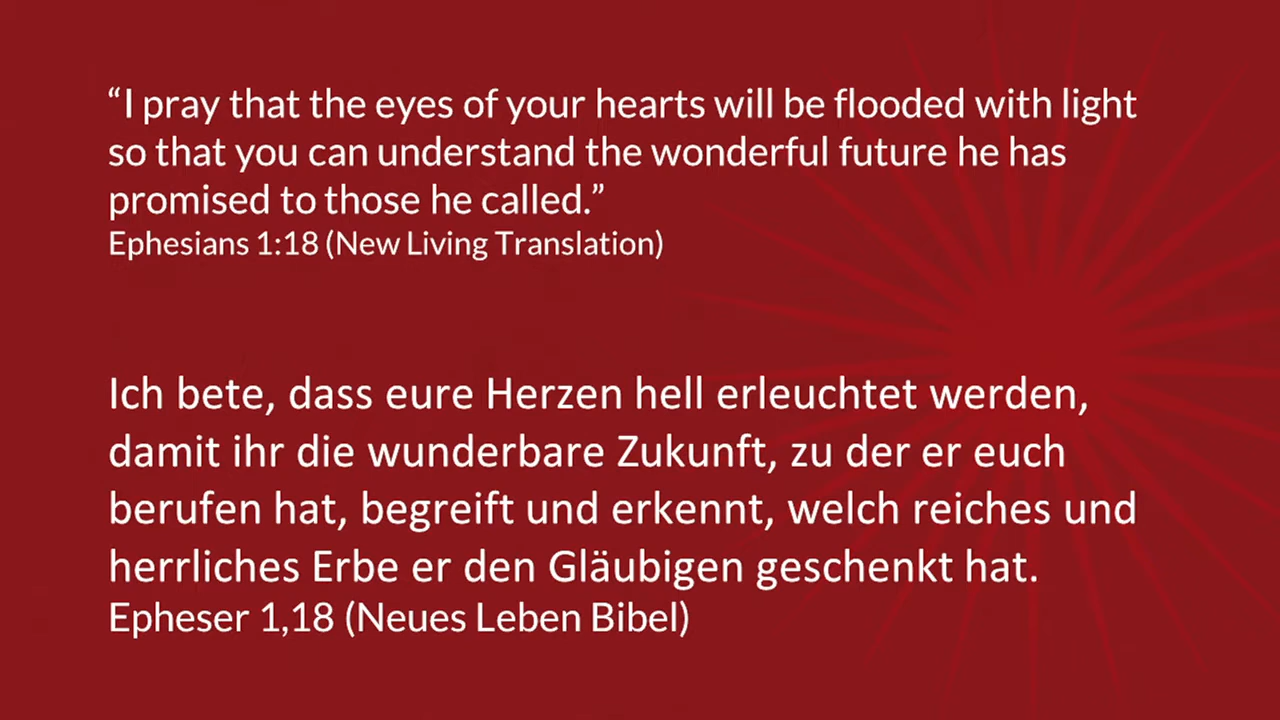 “I pray that the eyes of your hearts will be flooded with light
so that you can understand the wonderful future he has
promised to those he called.”
Ephesians 1:18 (New Living Translation)
Ich bete, dass eure Herzen hell erleuchtet werden,
damit ihr die wunderbare Zukunft, zu der er euch
berufen hat, begreift und erkennt, welch reiches und
herrliches Erbe er den Gläubigen geschenkt hat.
Epheser 1,18 (Neues Leben Bibel)